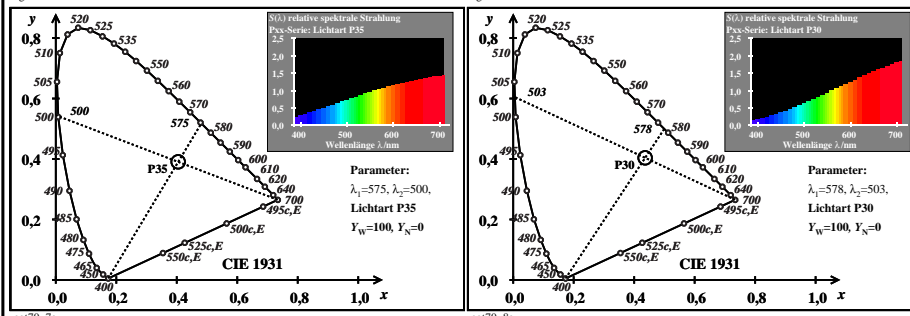 y
520
525
510
535
0,8
550
505
560
0,6
500
570
500
575
580
590
495
600
0,4
P35
610
620
490
640
700
0,2
485
495c,E
480
500c,E
475
525c,E
465
550c,E
450
CIE 1931
0,0
400
0,0 0,2 0,4 0,6 0,8 1,0 x
S(λ) relative spektrale Strahlung
Pxx-Serie: Lichtart P35
2,5
2,0
1,5
1,0
0,5
0,0
400 500 600 700
Wellenlänge λ/nm
Parameter:
λ1=575, λ2=500,
Lichtart P35
YW=100, YN=0
y
520
525
510
535
0,8
550
505
560
0,6
503
570
500
578
580
590
495
600
0,4
P30
610
620
490
640
700
0,2
485
495c,E
480
500c,E
475
525c,E
465
550c,E
450
CIE 1931
0,0
400
0,0 0,2 0,4 0,6 0,8 1,0 x
S(λ) relative spektrale Strahlung
Pxx-Serie: Lichtart P30
2,5
2,0
1,5
1,0
0,5
0,0
400 500 600 700
Wellenlänge λ/nm
Parameter:
λ1=578, λ2=503,
Lichtart P30
YW=100, YN=0